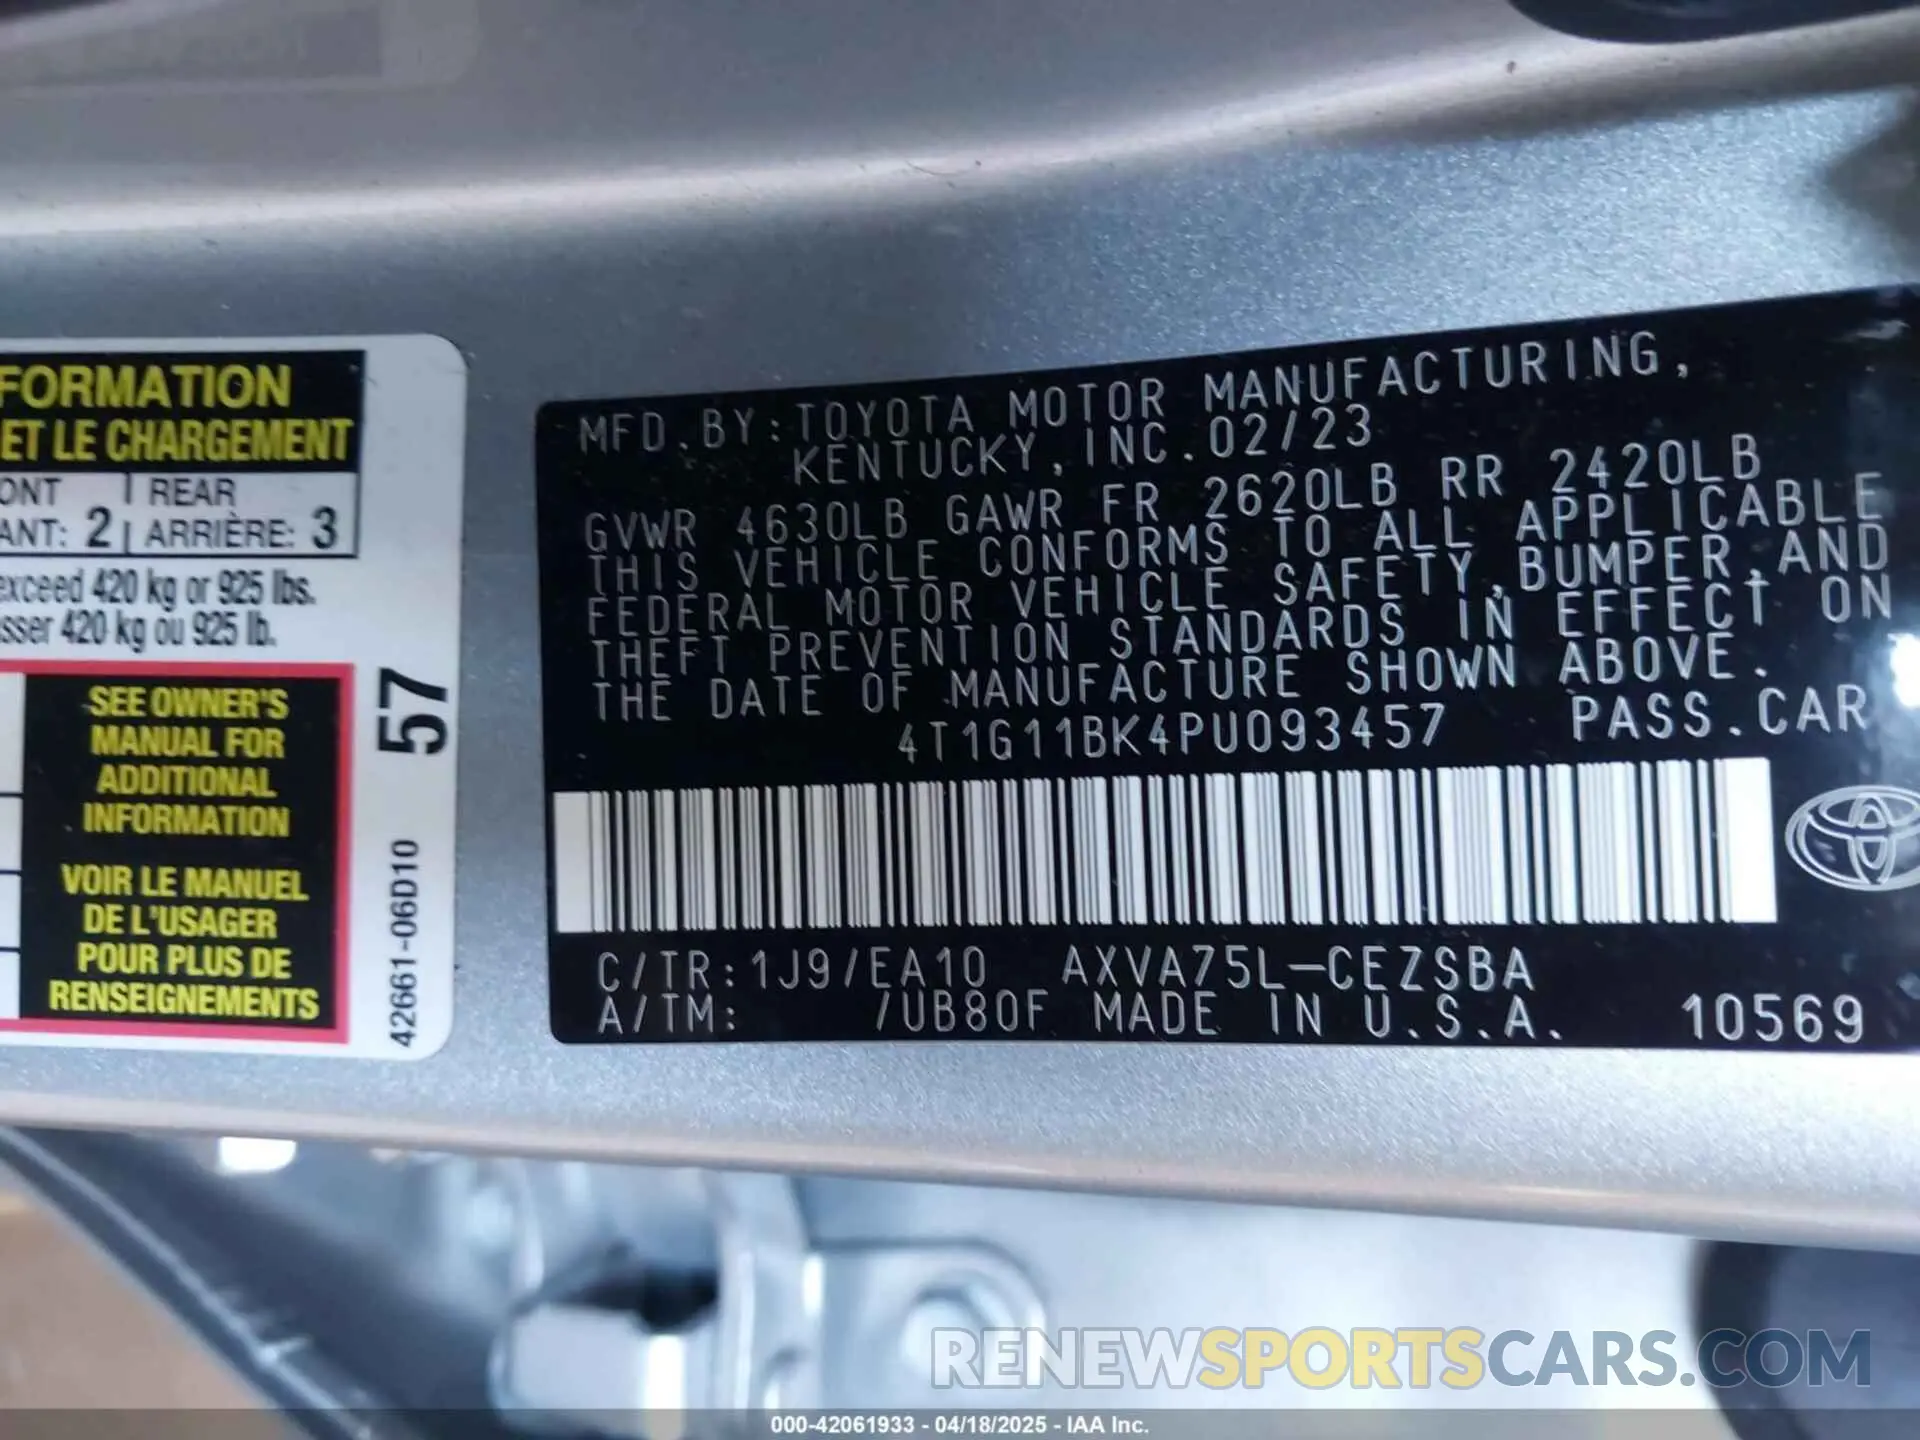 FORMATION
ET LE CHARGEMENT
ONT | REAR
ANT: 2 | ARRIÈRE: 3
exceed 420 kg or 925 lbs.
sser 420 kg ou 925 lb.
SEE OWNER'S
MANUAL FOR
ADDITIONAL
INFORMATION
VOIR LE MANUEL
DE L'USAGER
POUR PLUS DE
RENSEIGNEMENTS
57
42661-06D10
MFD.BY:TOYOTA MOTOR MANUFACTURING,
KENTUCKY,INC.02/23
GVWR 4630LB GAWR FR 2620LB RR 2420LB
THIS VEHICLE CONFORMS TO ALL APPLICABLE
FEDERAL MOTOR VEHICLE SAFETY,BUMPER,AND
THEFT PREVENTION STANDARDS IN EFFECT ON
THE DATE OF MANUFACTURE SHOWN ABOVE.
4T1G11BK4PU093457 PASS.CAR
C/TR:1J9/EA10 AXVA75L-CEZSBA
A/TM: /UB80F MADE IN U.S.A. 10569
RENEWSPORTSCARS.COM
000-42061933 - 04/18/2025 - IAA Inc.